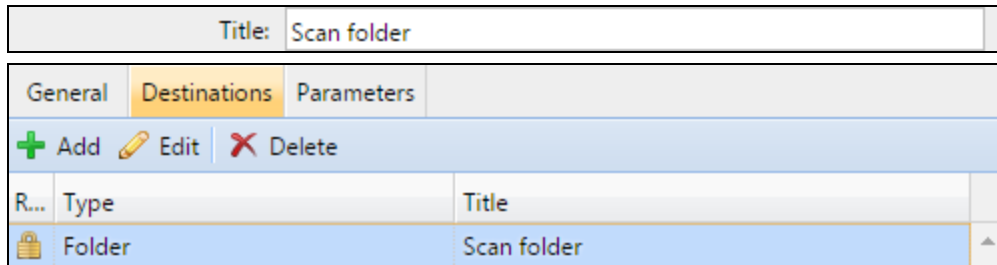 Title: Scan folder
General Destinations Parameters
Add Edit Delete
R... Type Title
Folder Scan folder